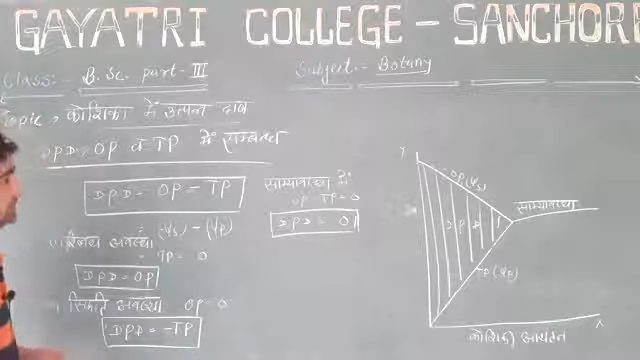 GAYATRI COLLEGE - SANCHORE
Class:- B.Sc. part-III
Subject:- Botany
Topic → कोशिका में उत्पन्न दाब
DPD, OP व TP में सम्बन्ध
DPD = OP - TP
= (Ψs) - (Ψp)
अवस्था
TP = 0
DPD = OP
अवस्था OP = 0
DPD = -TP
साम्यावस्था में
OP TP = 0
DPD = 0
Y
OP (Ψs)
DPD
TP (Ψp)
साम्यावस्था
X
कोशिकी आयतन